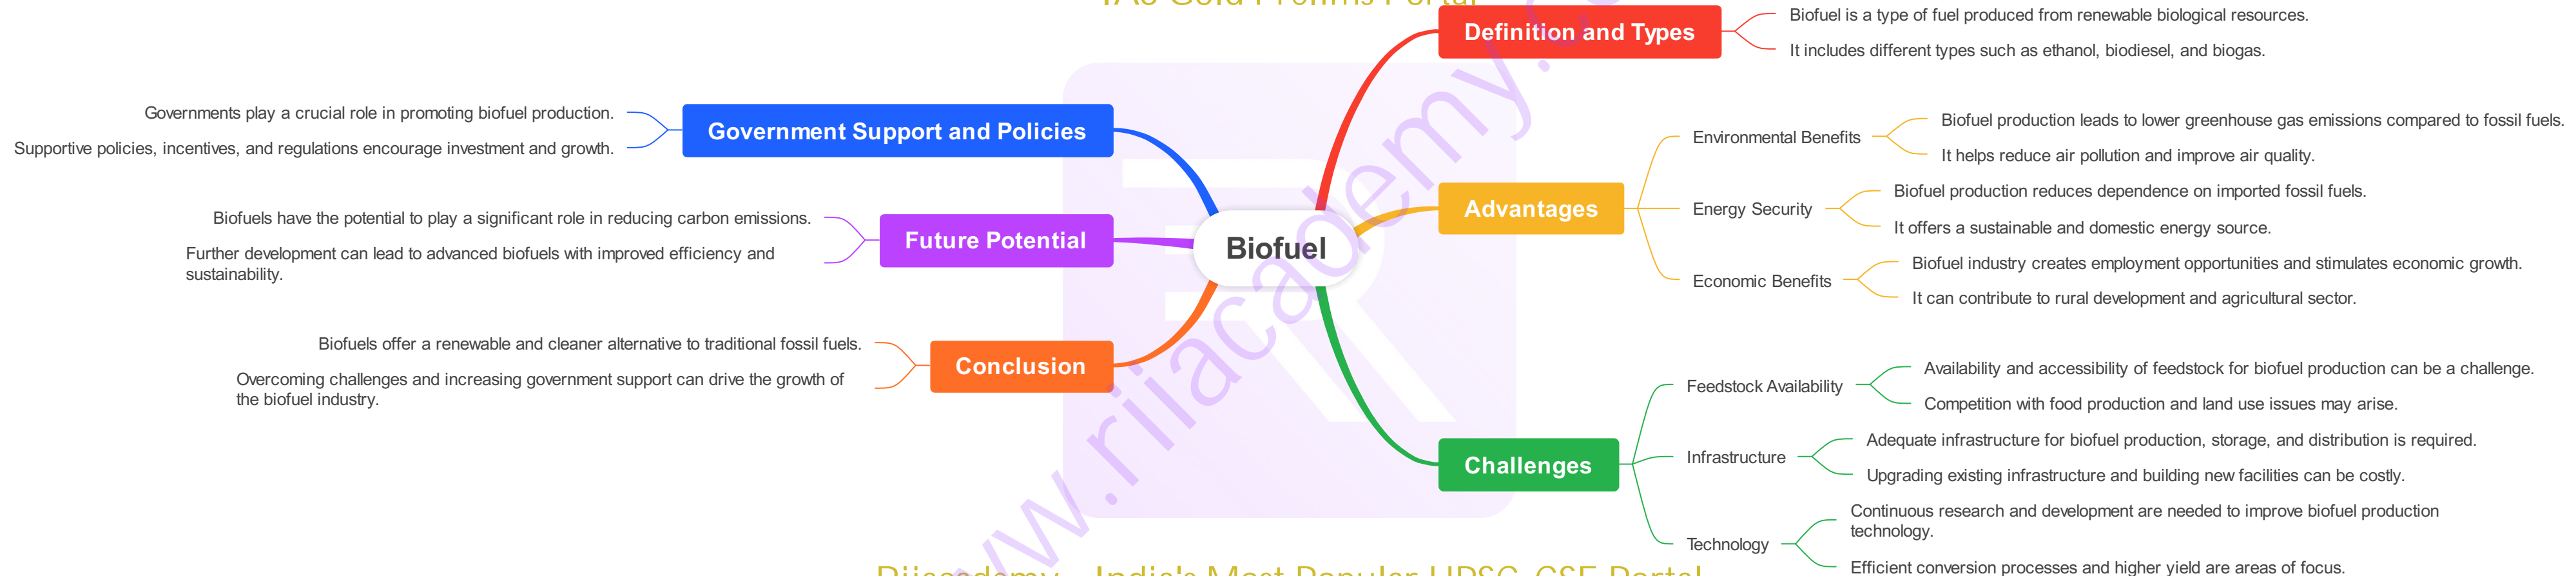 Biofuel
Definition and Types
Biofuel is a type of fuel produced from renewable biological resources.
It includes different types such as ethanol, biodiesel, and biogas.
Advantages
Environmental Benefits
Biofuel production leads to lower greenhouse gas emissions compared to fossil fuels.
It helps reduce air pollution and improve air quality.
Energy Security
Biofuel production reduces dependence on imported fossil fuels.
It offers a sustainable and domestic energy source.
Economic Benefits
Biofuel industry creates employment opportunities and stimulates economic growth.
It can contribute to rural development and agricultural sector.
Challenges
Feedstock Availability
Availability and accessibility of feedstock for biofuel production can be a challenge.
Competition with food production and land use issues may arise.
Infrastructure
Adequate infrastructure for biofuel production, storage, and distribution is required.
Upgrading existing infrastructure and building new facilities can be costly.
Technology
Continuous research and development are needed to improve biofuel production
technology.
Efficient conversion processes and higher yield are areas of focus.
Government Support and Policies
Governments play a crucial role in promoting biofuel production.
Supportive policies, incentives, and regulations encourage investment and growth.
Future Potential
Biofuels have the potential to play a significant role in reducing carbon emissions.
Further development can lead to advanced biofuels with improved efficiency and
sustainability.
Conclusion
Biofuels offer a renewable and cleaner alternative to traditional fossil fuels.
Overcoming challenges and increasing government support can drive the growth of
the biofuel industry.
India's Most Popular UPSC CSE Portal